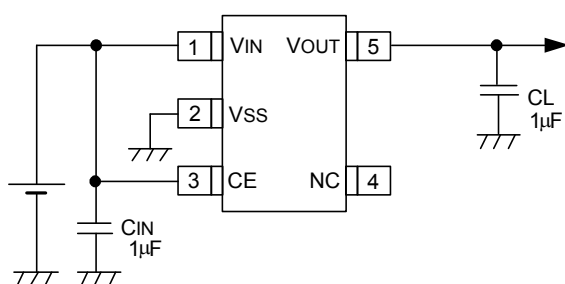 1 VIN VOUT 5
2 VSS
3 CE NC 4
CIN
1μF
CL
1μF